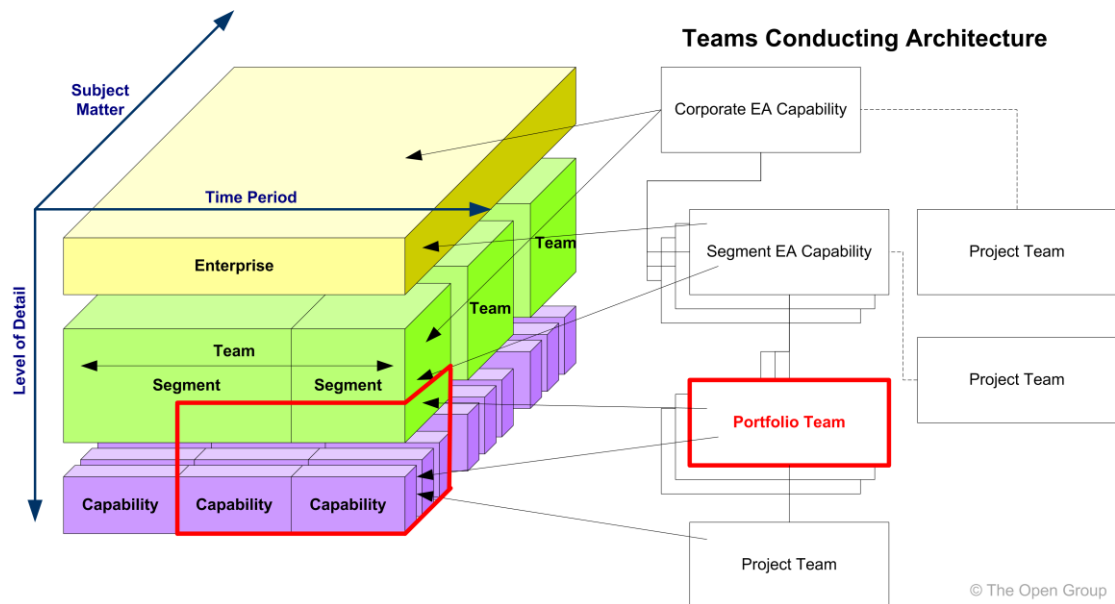 Teams Conducting Architecture
Subject
Matter
Corporate EA Capability
Time Period
Team
Enterprise
Segment EA Capability
Project Team
Team
Level of Detail
Team
Segment
Segment
Project Team
Portfolio Team
Capability
Capability
Capability
Project Team
© The Open Group